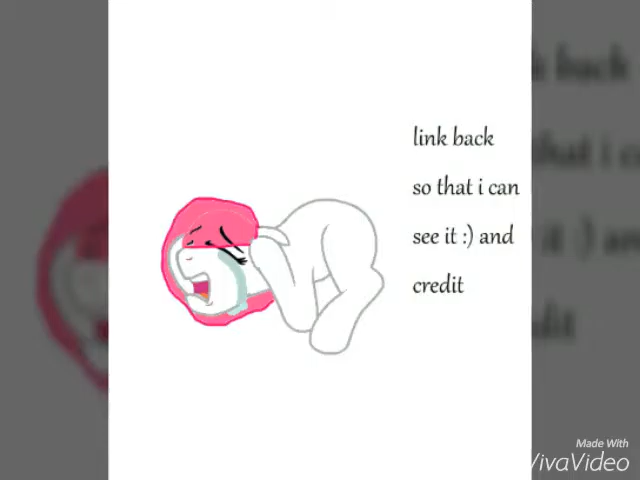 link back
so that i can
see it :) and
credit
Made With
VivaVideo